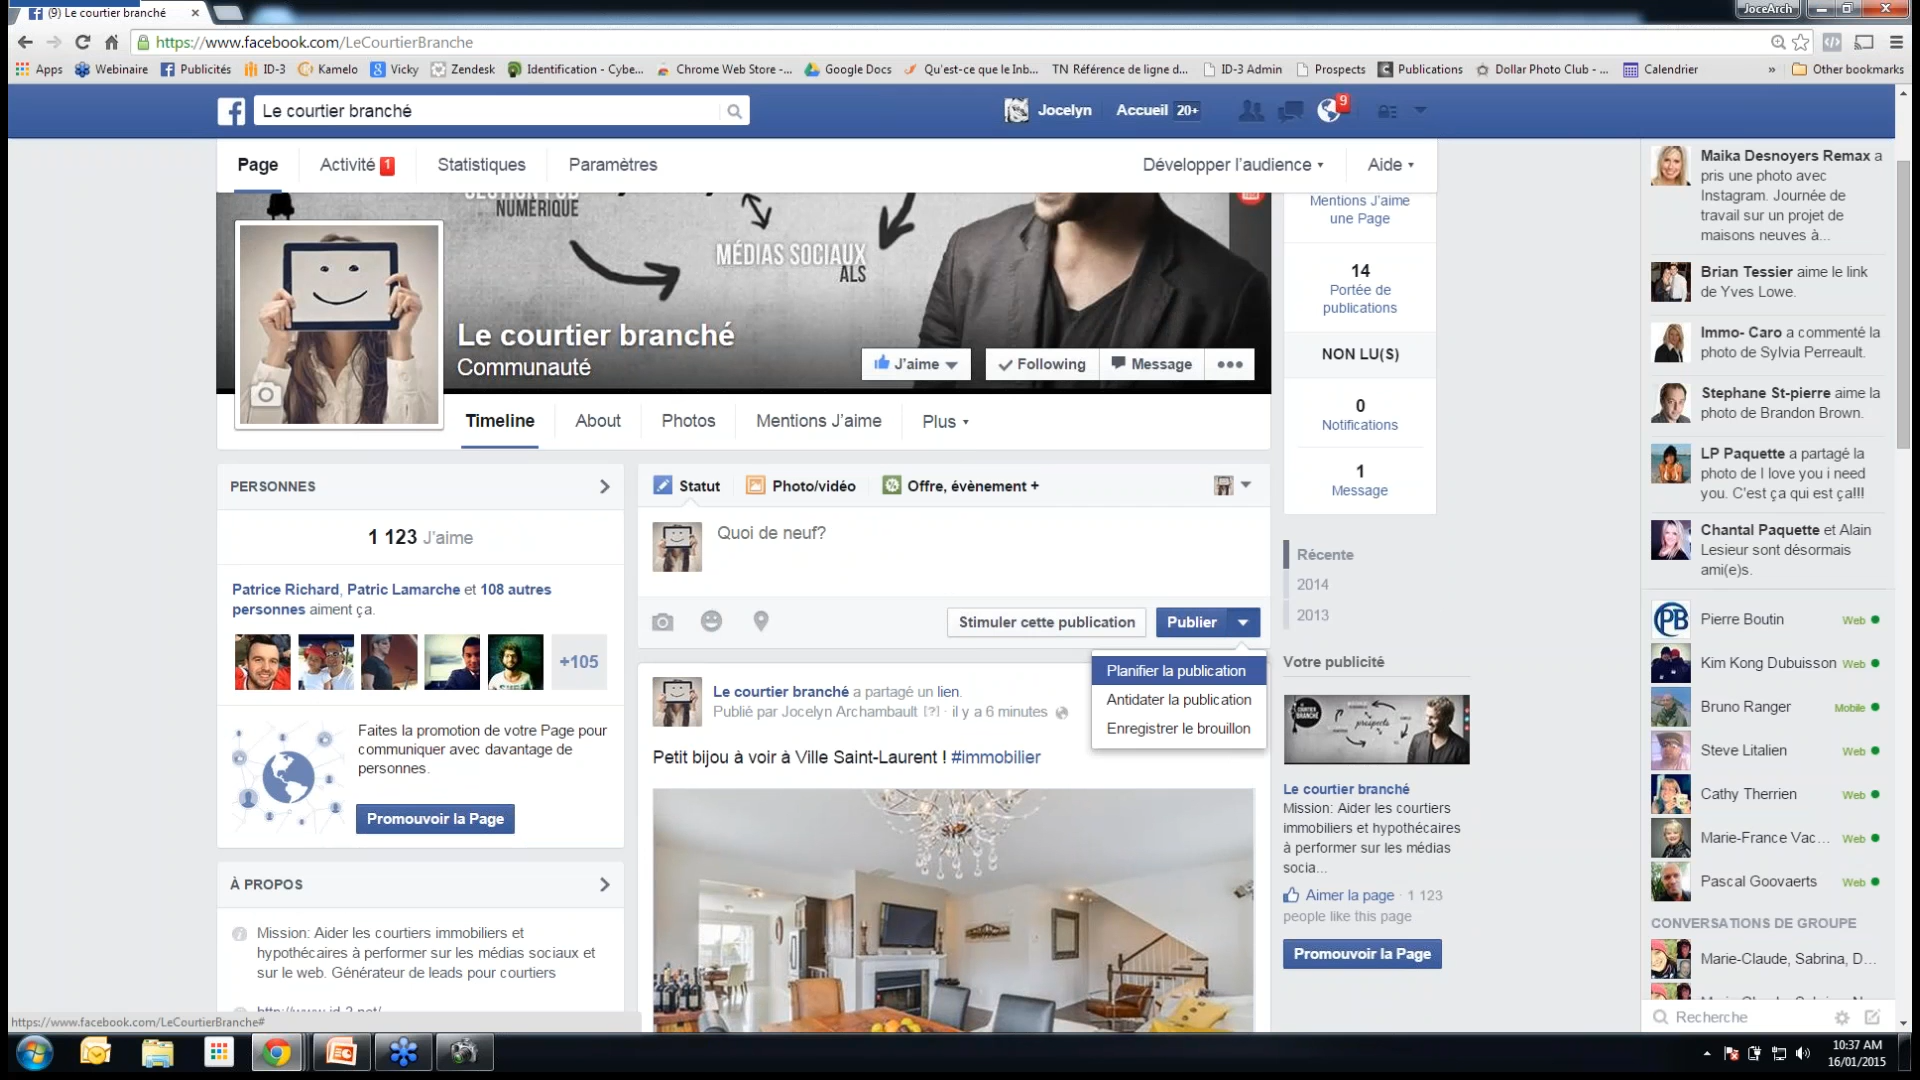 (9) Le courtier branché
JoceArch
https://www.facebook.com/LeCourtierBranche
Apps Webinaire Publicités ID-3 Kamelo Vicky Zendesk Identification - Cybe... Chrome Web Store -... Google Docs Qu'est-ce que le Inb... TN Référence de ligne d... ID-3 Admin Prospects Publications Dollar Photo Club - ... Calendrier » Other bookmarks
Le courtier branché
Jocelyn Accueil 20+ 9
Page Activité 1 Statistiques Paramètres Développer l'audience Aide
NUMÉRIQUE
MÉDIAS SOCIAUX
ALS
Le courtier branché
Communauté
J'aime Following Message
Timeline About Photos Mentions J'aime Plus
PERSONNES
1 123 J'aime
Patrice Richard, Patric Lamarche et 108 autres
personnes aiment ça.
+105
Faites la promotion de votre Page pour
communiquer avec davantage de
personnes.
Promouvoir la Page
À PROPOS
Mission: Aider les courtiers immobiliers et
hypothécaires à performer sur les médias sociaux et
sur le web. Générateur de leads pour courtiers
https://www.facebook.com/LeCourtierBranche#
Statut Photo/vidéo Offre, évènement +
Quoi de neuf?
Stimuler cette publication Publier
Planifier la publication
Antidater la publication
Enregistrer le brouillon
Le courtier branché a partagé un lien.
Publié par Jocelyn Archambault [?] · il y a 6 minutes
Petit bijou à voir à Ville Saint-Laurent ! #immobilier
Mentions J'aime
une Page
14
Portée de
publications
NON LU(S)
0
Notifications
1
Message
Récente
2014
2013
Votre publicité
COURTIER
BRANCHÉ
prospects
Le courtier branché
Mission: Aider les courtiers
immobiliers et hypothécaires
à performer sur les médias
socia...
Aimer la page · 1 123
people like this page
Promouvoir la Page
Maika Desnoyers Remax a
pris une photo avec
Instagram. Journée de
travail sur un projet de
maisons neuves à...
Brian Tessier aime le link
de Yves Lowe.
Immo- Caro a commenté la
photo de Sylvia Perreault.
Stephane St-pierre aime la
photo de Brandon Brown.
LP Paquette a partagé la
photo de I love you i need
you. C'est ça qui est ça!!!
Chantal Paquette et Alain
Lesieur sont désormais
ami(e)s.
PB
Pierre Boutin Web
Kim Kong Dubuisson Web
Bruno Ranger Mobile
Steve Litalien Web
Cathy Therrien Web
Marie-France Vac... Web
Pascal Goovaerts Web
CONVERSATIONS DE GROUPE
Marie-Claude, Sabrina, D...
Recherche
10:37 AM
16/01/2015